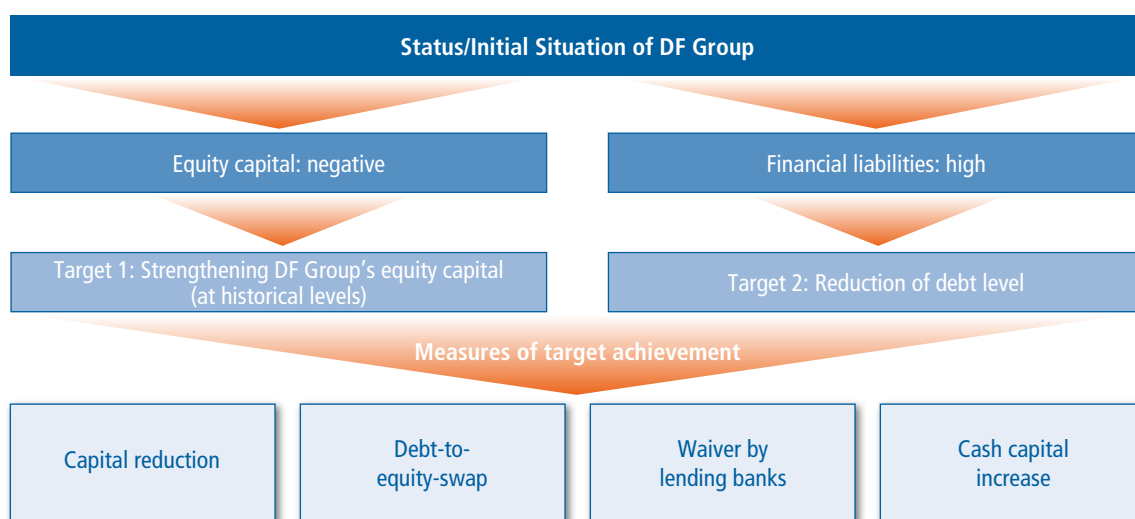 Status/Initial Situation of DF Group
Equity capital: negative
Financial liabilities: high
Target 1: Strengthening DF Group's equity capital
(at historical levels)
Target 2: Reduction of debt level
Measures of target achievement
Capital reduction
Debt-to-
equity-swap
Waiver by
lending banks
Cash capital
increase